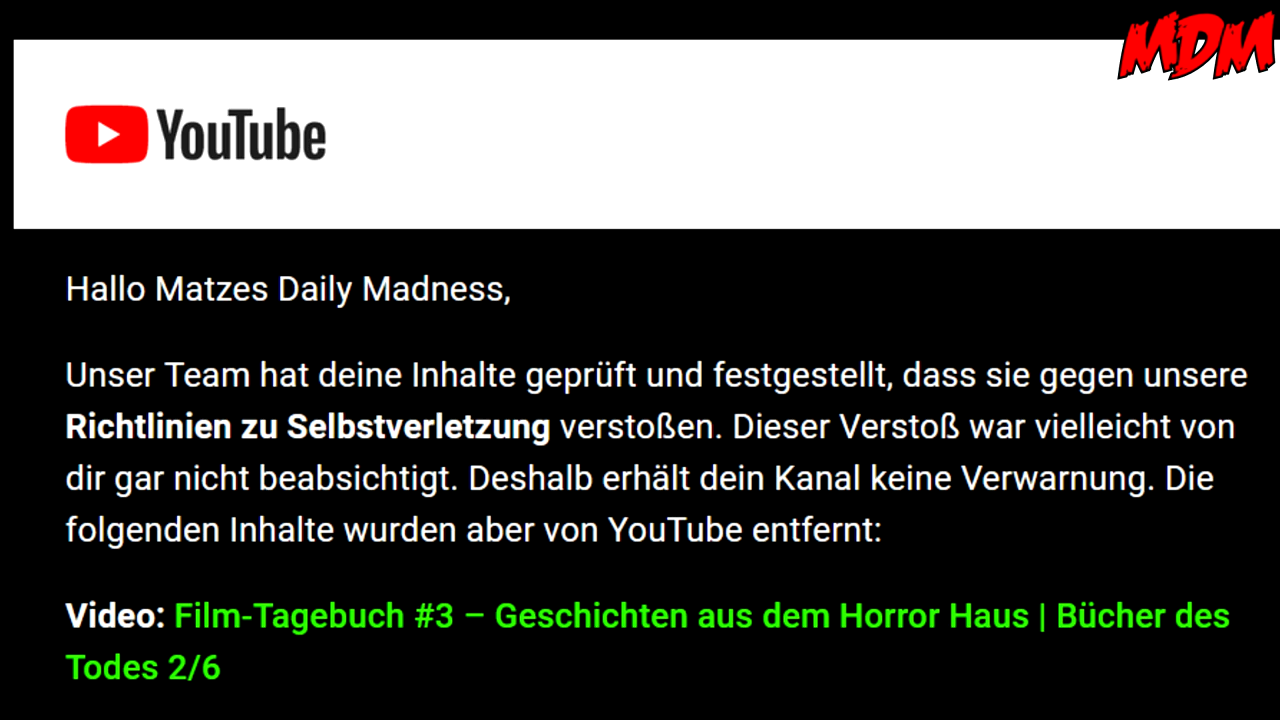 MDM
YouTube
Hallo Matzes Daily Madness,
Unser Team hat deine Inhalte geprüft und festgestellt, dass sie gegen unsere
Richtlinien zu Selbstverletzung verstoßen. Dieser Verstoß war vielleicht von
dir gar nicht beabsichtigt. Deshalb erhält dein Kanal keine Verwarnung. Die
folgenden Inhalte wurden aber von YouTube entfernt:
Video: Film-Tagebuch #3 – Geschichten aus dem Horror Haus | Bücher des
Todes 2/6